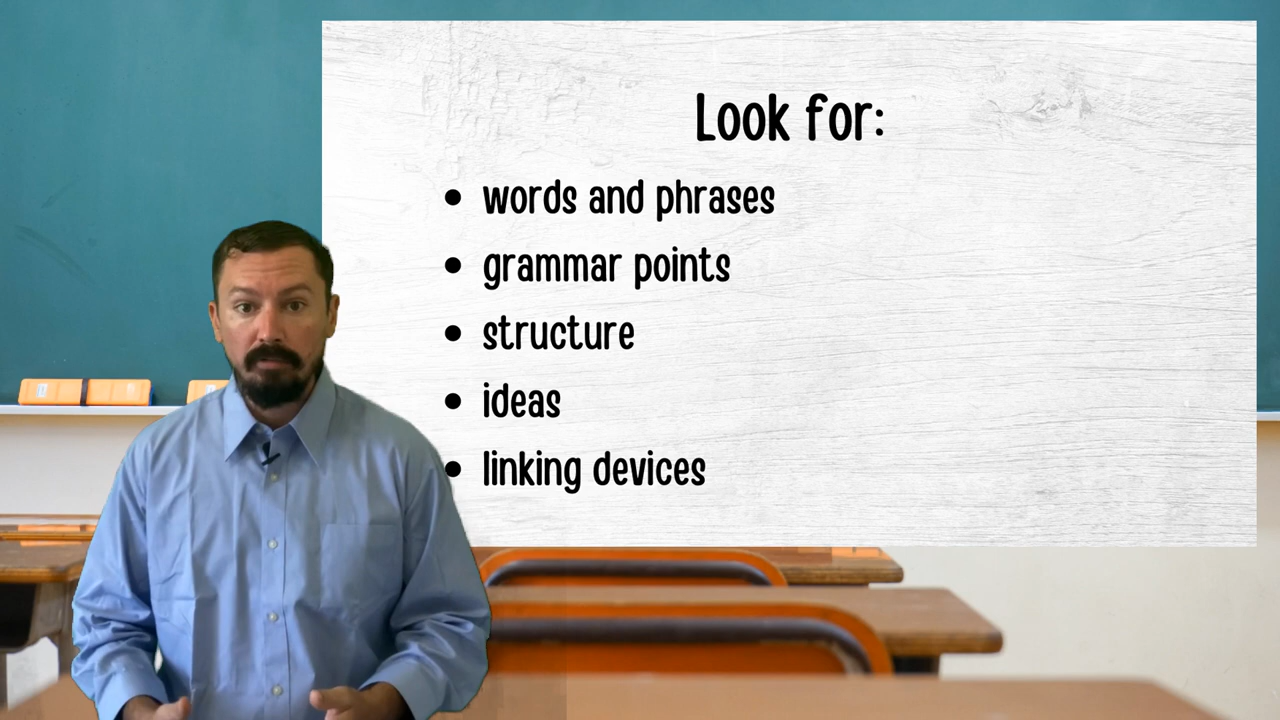 Look for:
• words and phrases
• grammar points
• structure
• ideas
• linking devices